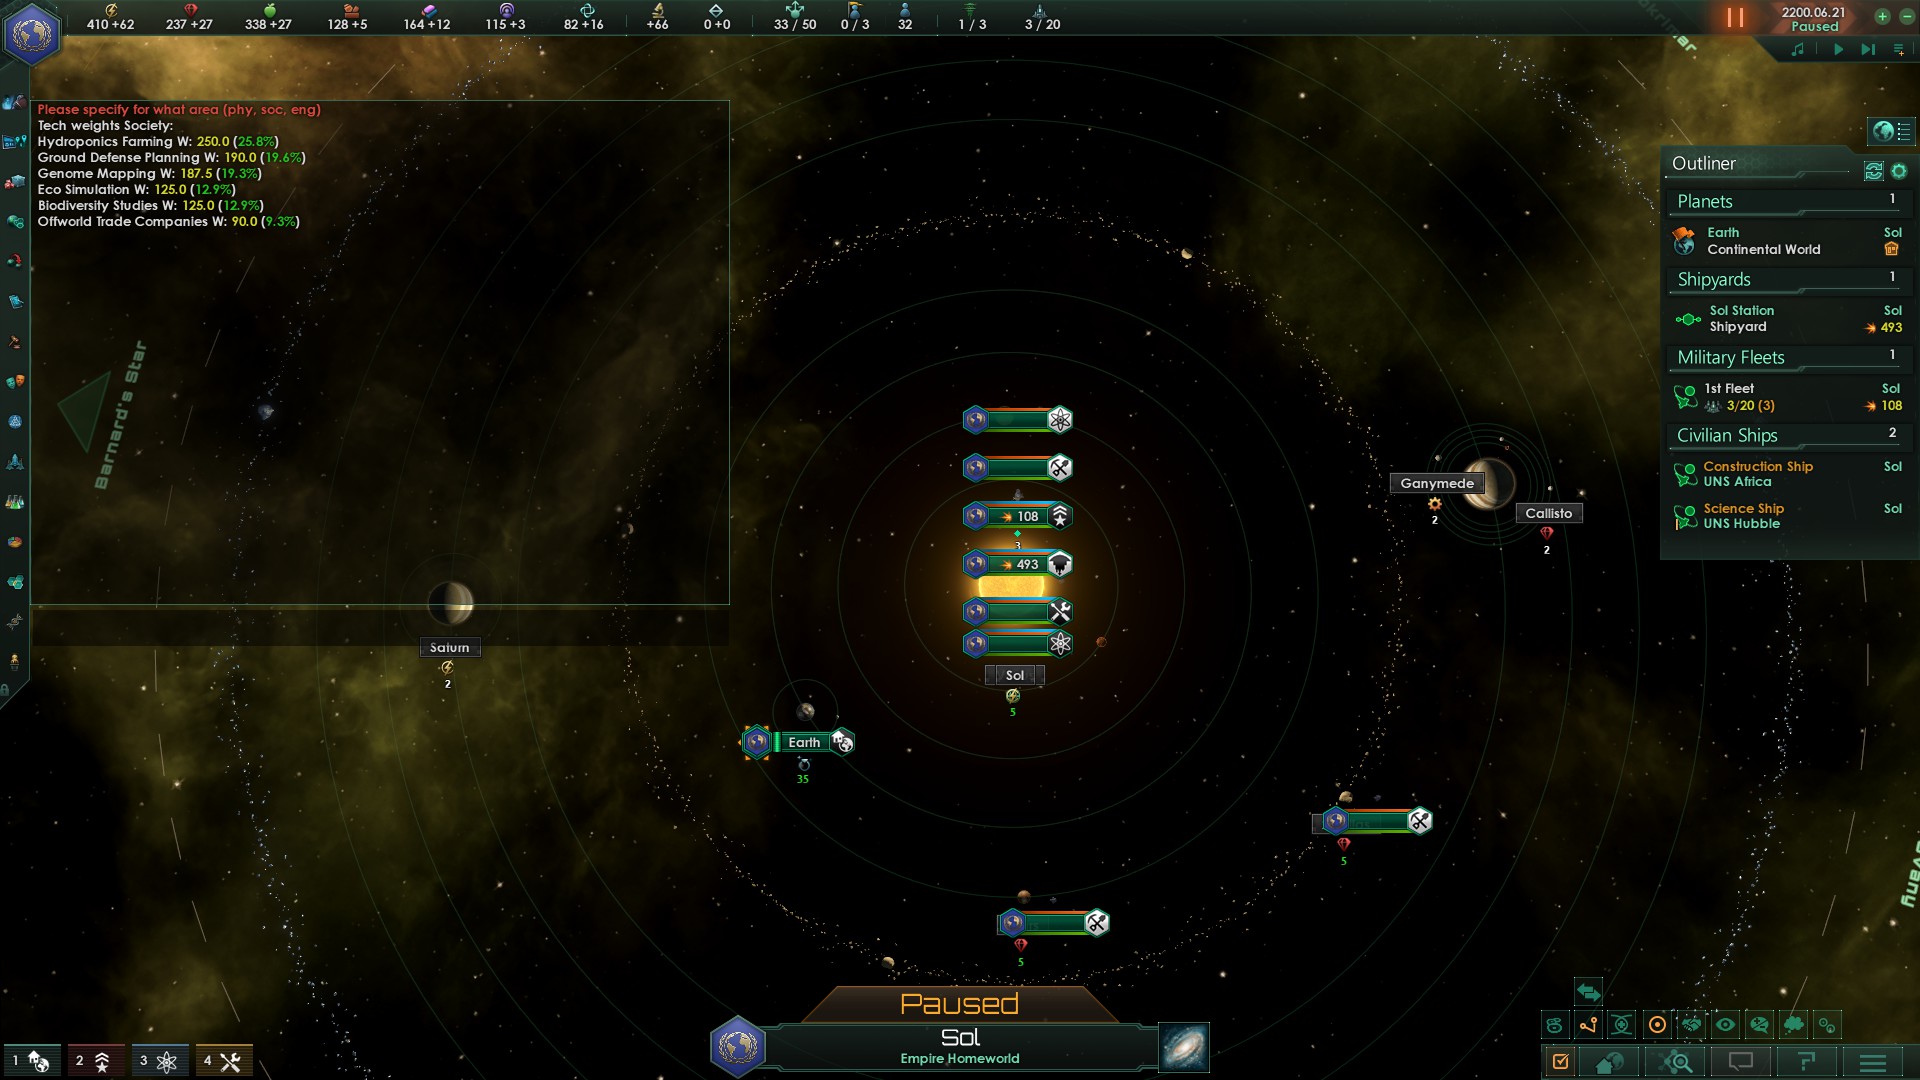 410 +62
237 +27
338 +27
128 +5
164 +12
115 +3
82 +16
+66
0 +0
33 / 50
0 / 3
32
1 / 3
3 / 20
2200.06.21
Paused
Please specify for what area (phy, soc, eng)
Tech weights Society:
Hydroponics Farming W: 250.0 (25.8%)
Ground Defense Planning W: 190.0 (19.6%)
Genome Mapping W: 187.5 (19.3%)
Eco Simulation W: 125.0 (12.9%)
Biodiversity Studies W: 125.0 (12.9%)
Offworld Trade Companies W: 90.0 (9.3%)
Barnard's Star
Outliner
Planets 1
Earth Sol
Continental World
Shipyards 1
Sol Station Sol
Shipyard 493
Military Fleets 1
1st Fleet Sol
3/20 (3) 108
Civilian Ships 2
Construction Ship Sol
UNS Africa
Science Ship Sol
UNS Hubble
108
3
493
Sol
5
Ganymede
2
Callisto
2
Saturn
2
Earth
35
5
5
Paused
Sol
Empire Homeworld
1
2
3
4